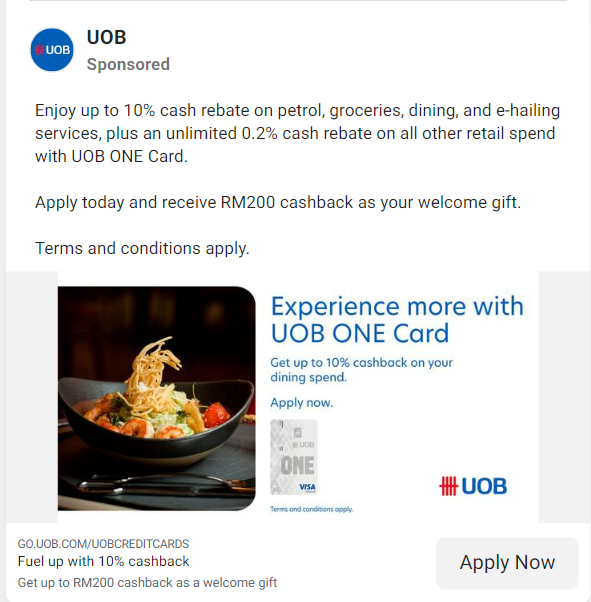 UOB
UOB
Sponsored
Enjoy up to 10% cash rebate on petrol, groceries, dining, and e-hailing
services, plus an unlimited 0.2% cash rebate on all other retail spend
with UOB ONE Card.
Apply today and receive RM200 cashback as your welcome gift.
Terms and conditions apply.
Experience more with
UOB ONE Card
Get up to 10% cashback on your
dining spend.
Apply now.
UOB
ONE
VISA
UOB
Terms and conditions apply.
GO.UOB.COM/UOBCREDITCARDS
Fuel up with 10% cashback
Get up to RM200 cashback as a welcome gift
Apply Now